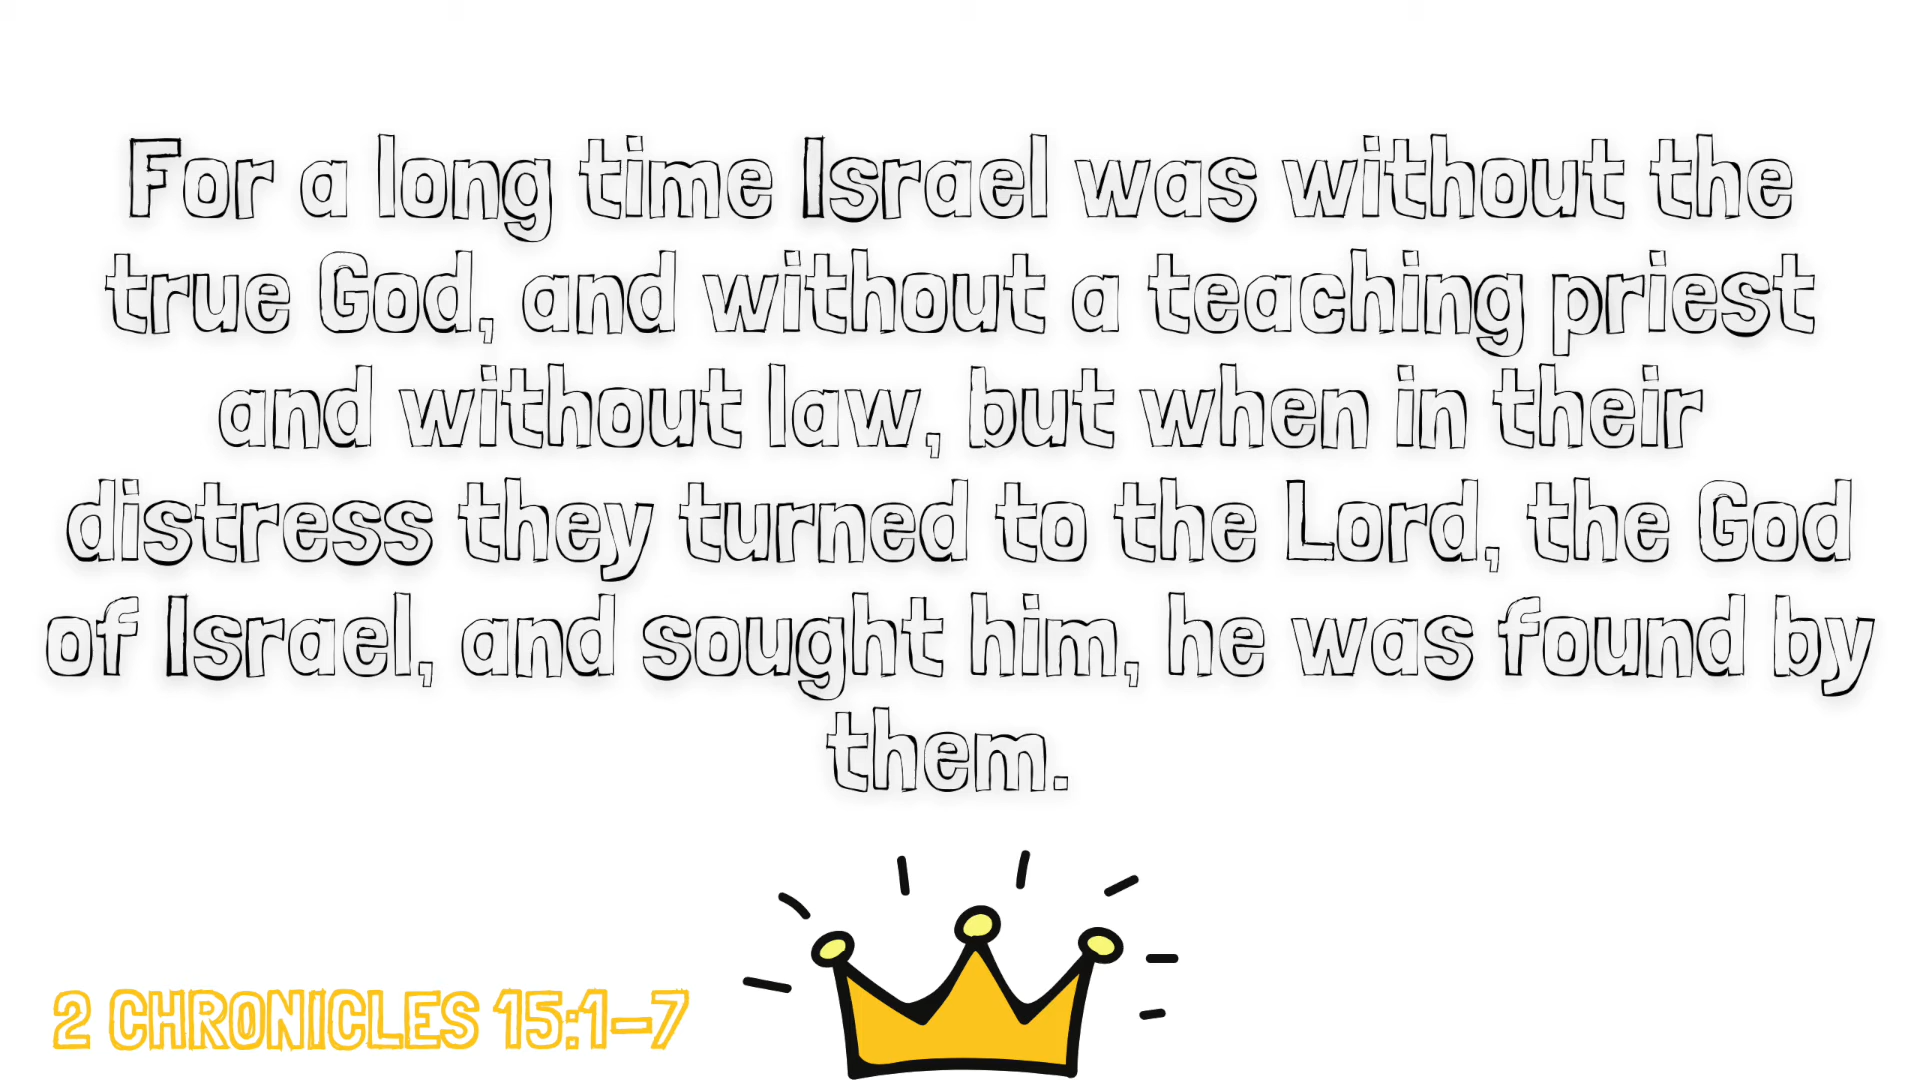 For a long time Israel was without the
true God, and without a teaching priest
and without law, but when in their
distress they turned to the Lord, the God
of Israel, and sought him, he was found by
them.
2 CHRONICLES 15:1–7